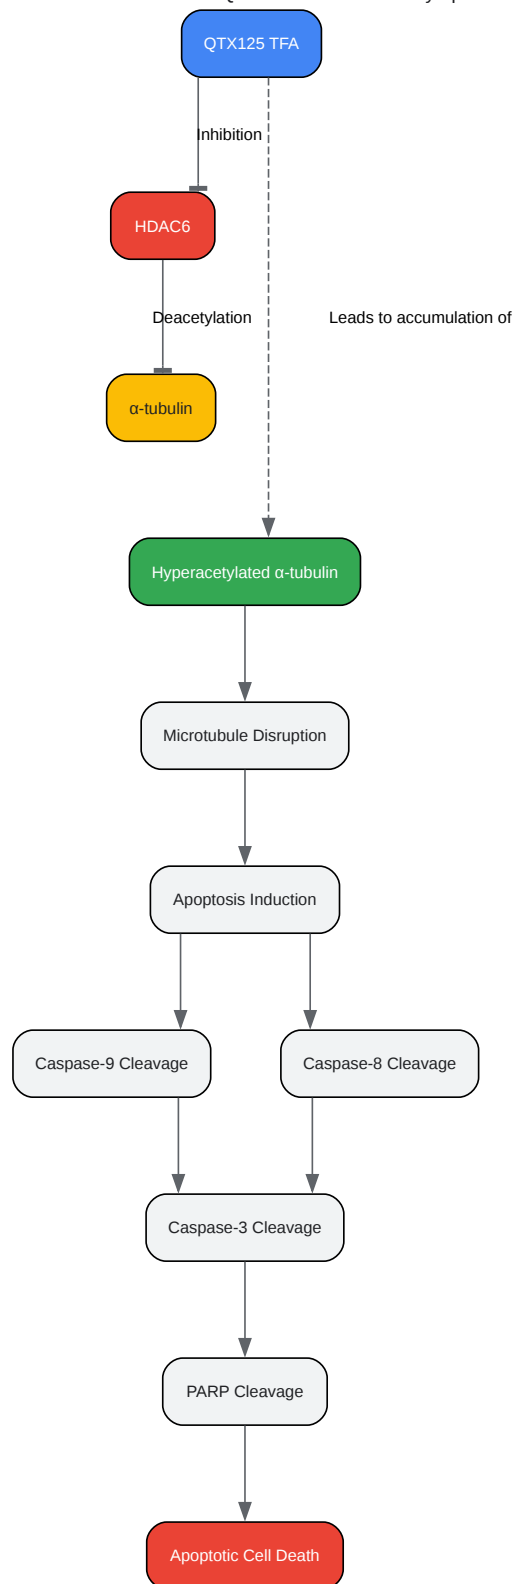 QTX125 TFA
Inhibition
HDAC6
Deacetylation
Leads to accumulation of
α-tubulin
Hyperacetylated α-tubulin
Microtubule Disruption
Apoptosis Induction
Caspase-9 Cleavage
Caspase-8 Cleavage
Caspase-3 Cleavage
PARP Cleavage
Apoptotic Cell Death